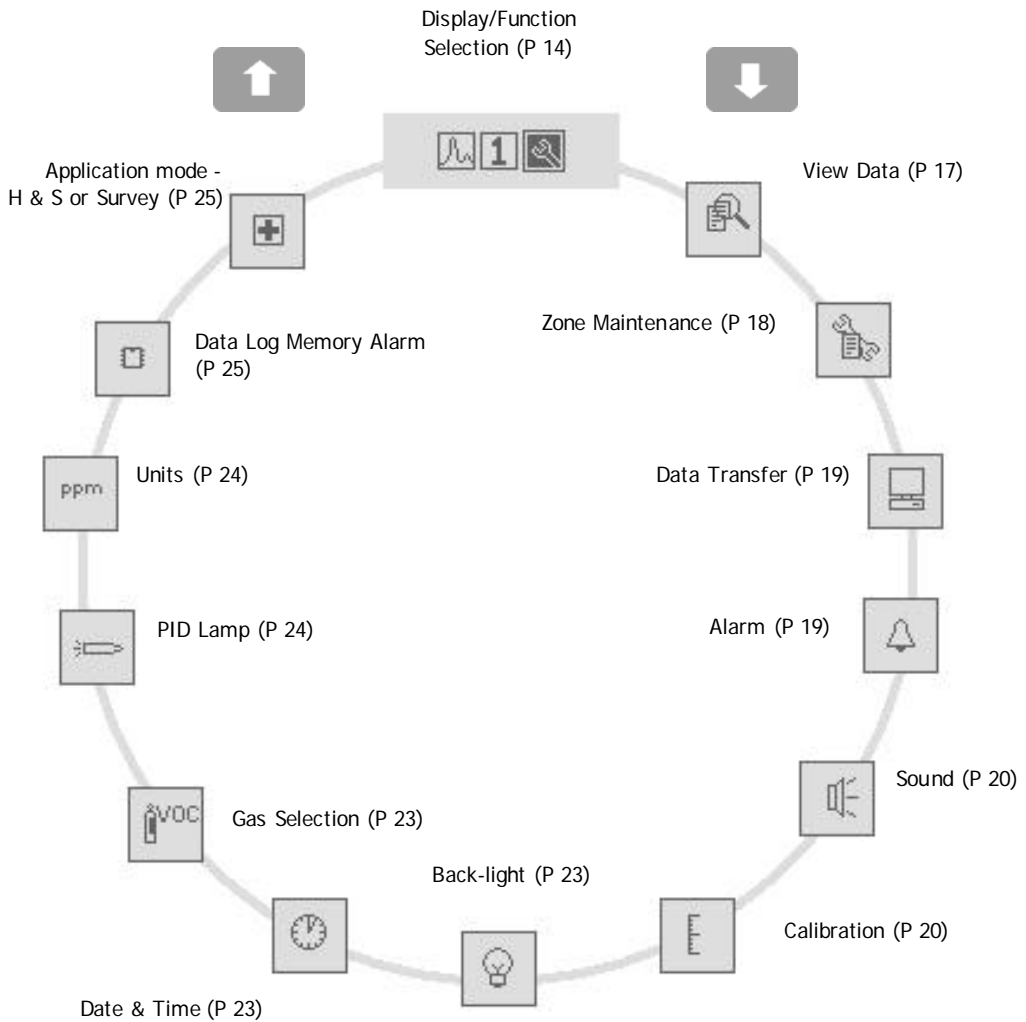 Display/Function
Selection (P 14)
1
Application mode -
H & S or Survey (P 25)
View Data (P 17)
Data Log Memory Alarm
(P 25)
Zone Maintenance (P 18)
ppm
Units (P 24)
Data Transfer (P 19)
PID Lamp (P 24)
Alarm (P 19)
VOC
Gas Selection (P 23)
Sound (P 20)
Back-light (P 23)
Calibration (P 20)
Date & Time (P 23)